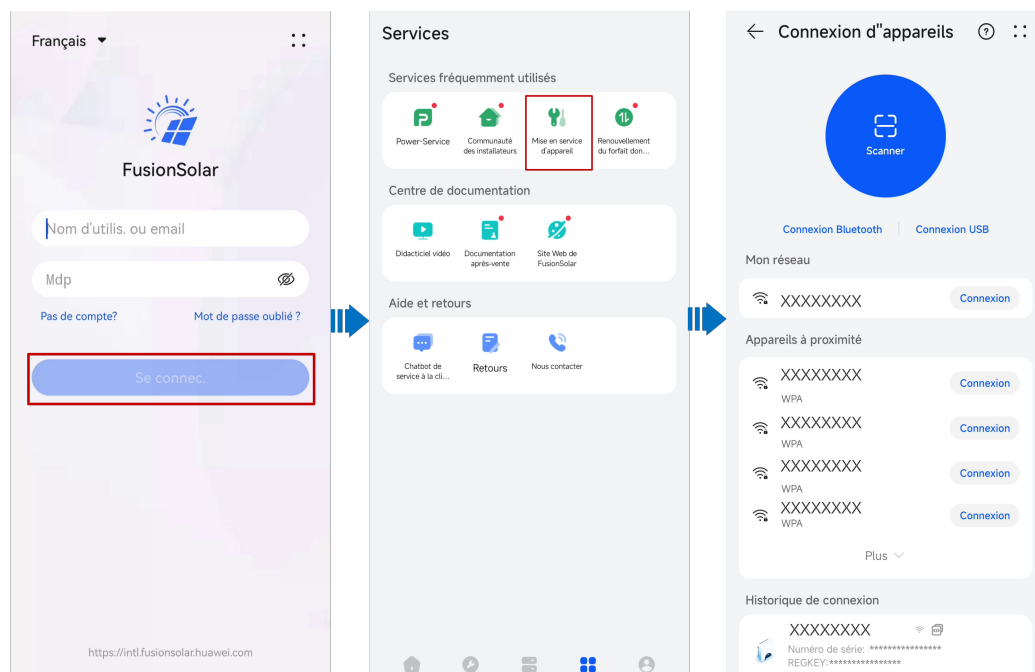 Français
FusionSolar
Nom d'utilis. ou email
Mdp
Pas de compte? Mot de passe oublié ?
Se connec.
https://intl.fusionsolar.huawei.com
Services
Services fréquemment utilisés
Power-Service
Communauté
des installateurs
Mise en service
d'appareil
Renouvellement
du forfait don...
Centre de documentation
Didacticiel vidéo
Documentation
après-vente
Site Web de
FusionSolar
Aide et retours
Chatbot de
service à la cli...
Retours
Nous contacter
Connexion d"appareils
Scanner
Connexion Bluetooth Connexion USB
Mon réseau
XXXXXXXX Connexion
Appareils à proximité
XXXXXXXX Connexion
WPA
XXXXXXXX Connexion
WPA
XXXXXXXX Connexion
WPA
XXXXXXXX Connexion
WPA
Plus
Historique de connexion
XXXXXXXX
Numéro de série: ****************
REGKEY:****************